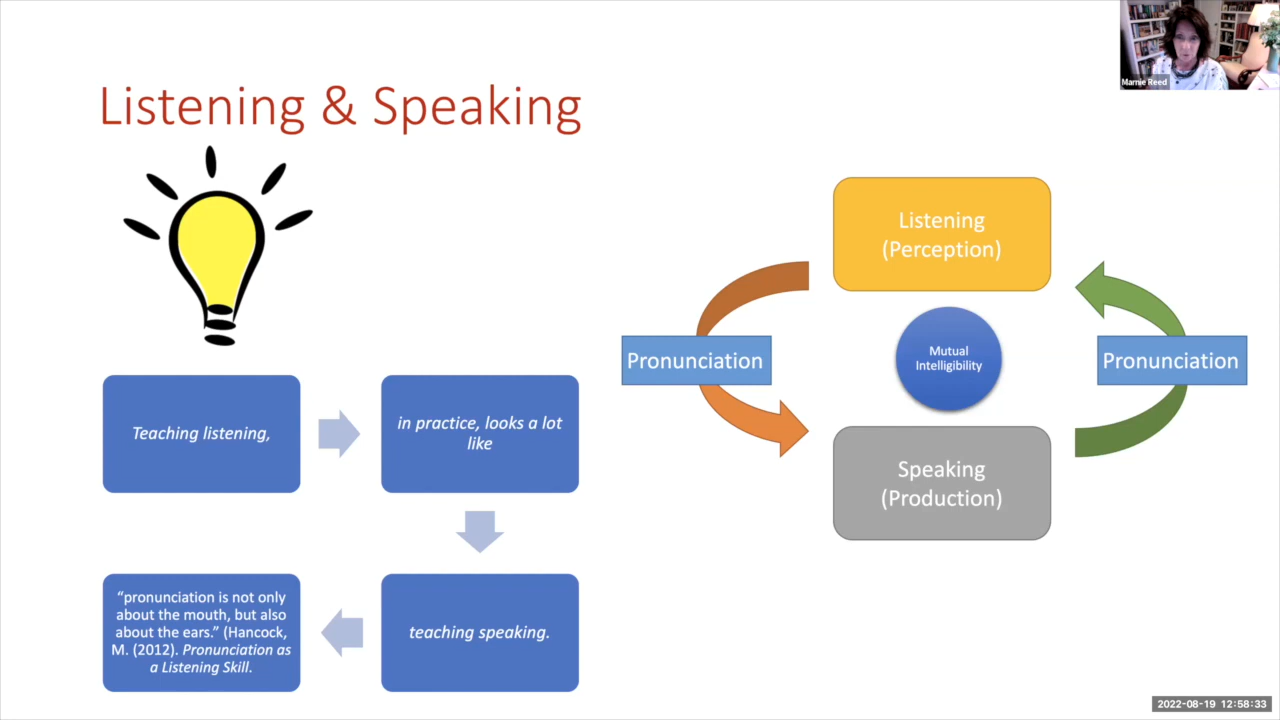 Marnie Reed
Listening & Speaking
Teaching listening,
in practice, looks a lot
like
teaching speaking.
“pronunciation is not only
about the mouth, but also
about the ears.” (Hancock,
M. (2012). Pronunciation as
a Listening Skill.
Listening
(Perception)
Pronunciation
Mutual
Intelligibility
Pronunciation
Speaking
(Production)
2022-08-19 12:58:33